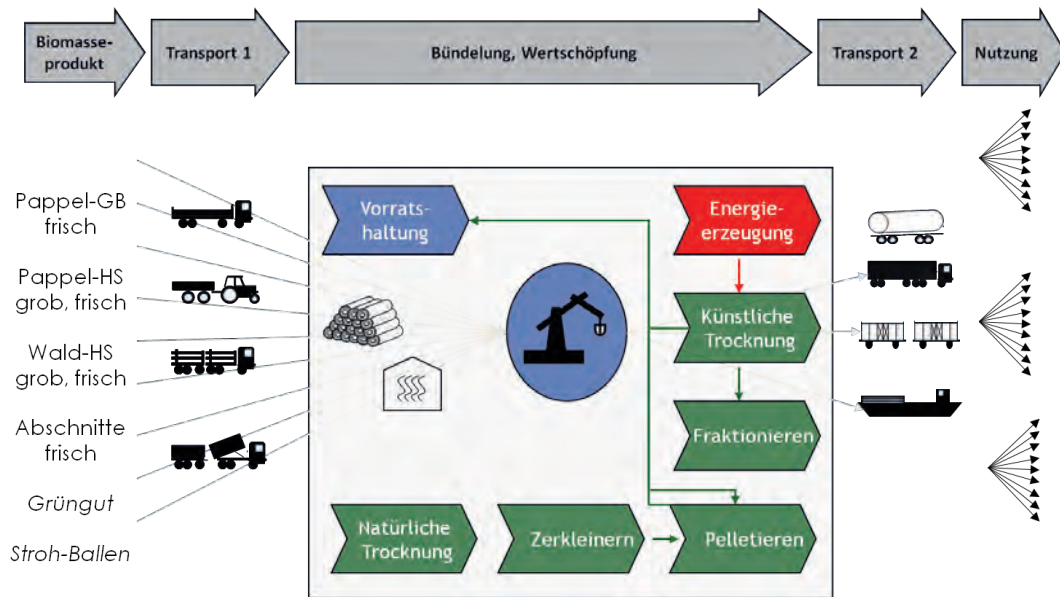 Biomasse-
produkt
Transport 1
Bündelung, Wertschöpfung
Transport 2
Nutzung
Pappel-GB
frisch
Pappel-HS
grob, frisch
Wald-HS
grob, frisch
Abschnitte
frisch
Grüngut
Stroh-Ballen
Vorrats-
haltung
Energie-
erzeugung
Künstliche
Trocknung
Fraktionieren
Natürliche
Trocknung
Zerkleinern
Pelletieren